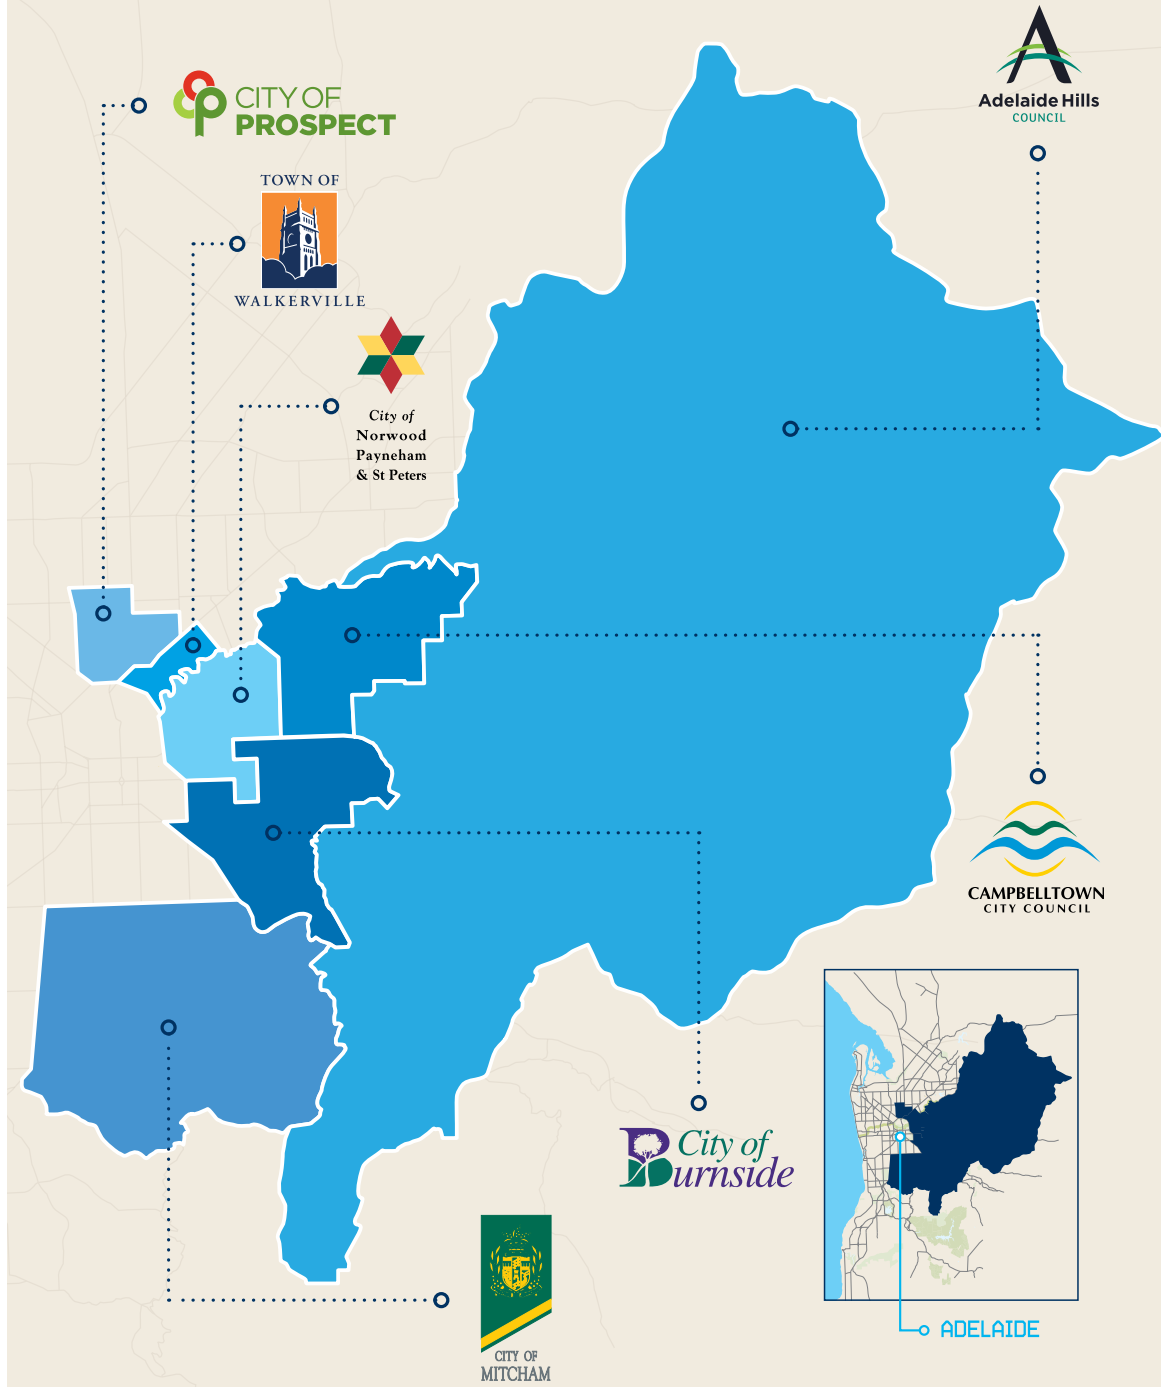 CITY OF
PROSPECT
Adelaide Hills
COUNCIL
TOWN OF
WALKERVILLE
City of
Norwood
Payneham
& St Peters
CAMPBELLTOWN
CITY COUNCIL
City of
Burnside
CITY OF
MITCHAM
ADELAIDE